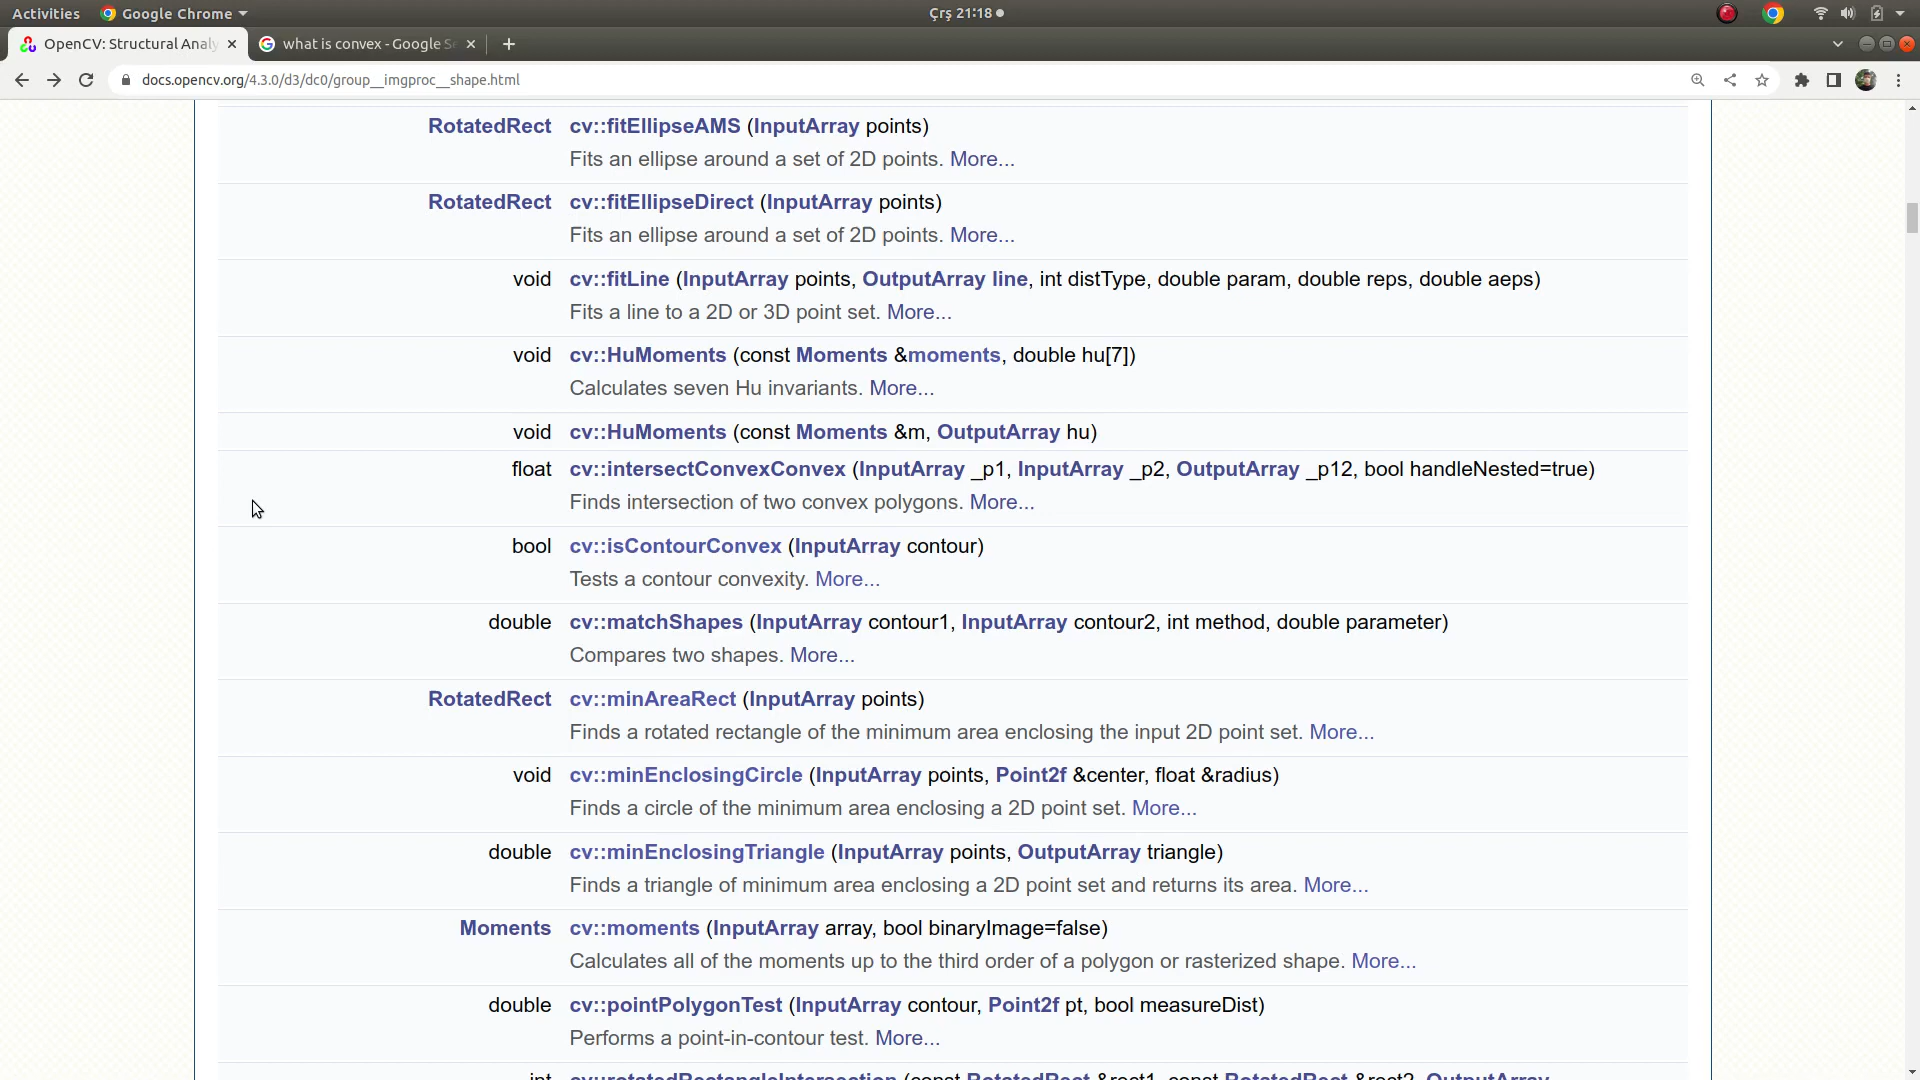 Activities Google Chrome Çrş 21:18
OpenCV: Structural Analy what is convex - Google Se
docs.opencv.org/4.3.0/d3/dc0/group__imgproc__shape.html
RotatedRect cv::fitEllipseAMS (InputArray points)
Fits an ellipse around a set of 2D points. More...
RotatedRect cv::fitEllipseDirect (InputArray points)
Fits an ellipse around a set of 2D points. More...
void cv::fitLine (InputArray points, OutputArray line, int distType, double param, double reps, double aeps)
Fits a line to a 2D or 3D point set. More...
void cv::HuMoments (const Moments &moments, double hu[7])
Calculates seven Hu invariants. More...
void cv::HuMoments (const Moments &m, OutputArray hu)
float cv::intersectConvexConvex (InputArray _p1, InputArray _p2, OutputArray _p12, bool handleNested=true)
Finds intersection of two convex polygons. More...
bool cv::isContourConvex (InputArray contour)
Tests a contour convexity. More...
double cv::matchShapes (InputArray contour1, InputArray contour2, int method, double parameter)
Compares two shapes. More...
RotatedRect cv::minAreaRect (InputArray points)
Finds a rotated rectangle of the minimum area enclosing the input 2D point set. More...
void cv::minEnclosingCircle (InputArray points, Point2f &center, float &radius)
Finds a circle of the minimum area enclosing a 2D point set. More...
double cv::minEnclosingTriangle (InputArray points, OutputArray triangle)
Finds a triangle of minimum area enclosing a 2D point set and returns its area. More...
Moments cv::moments (InputArray array, bool binaryImage=false)
Calculates all of the moments up to the third order of a polygon or rasterized shape. More...
double cv::pointPolygonTest (InputArray contour, Point2f pt, bool measureDist)
Performs a point-in-contour test. More...
int cv::rotatedRectangleIntersection (const RotatedRect &rect1, const RotatedRect &rect2, OutputArray